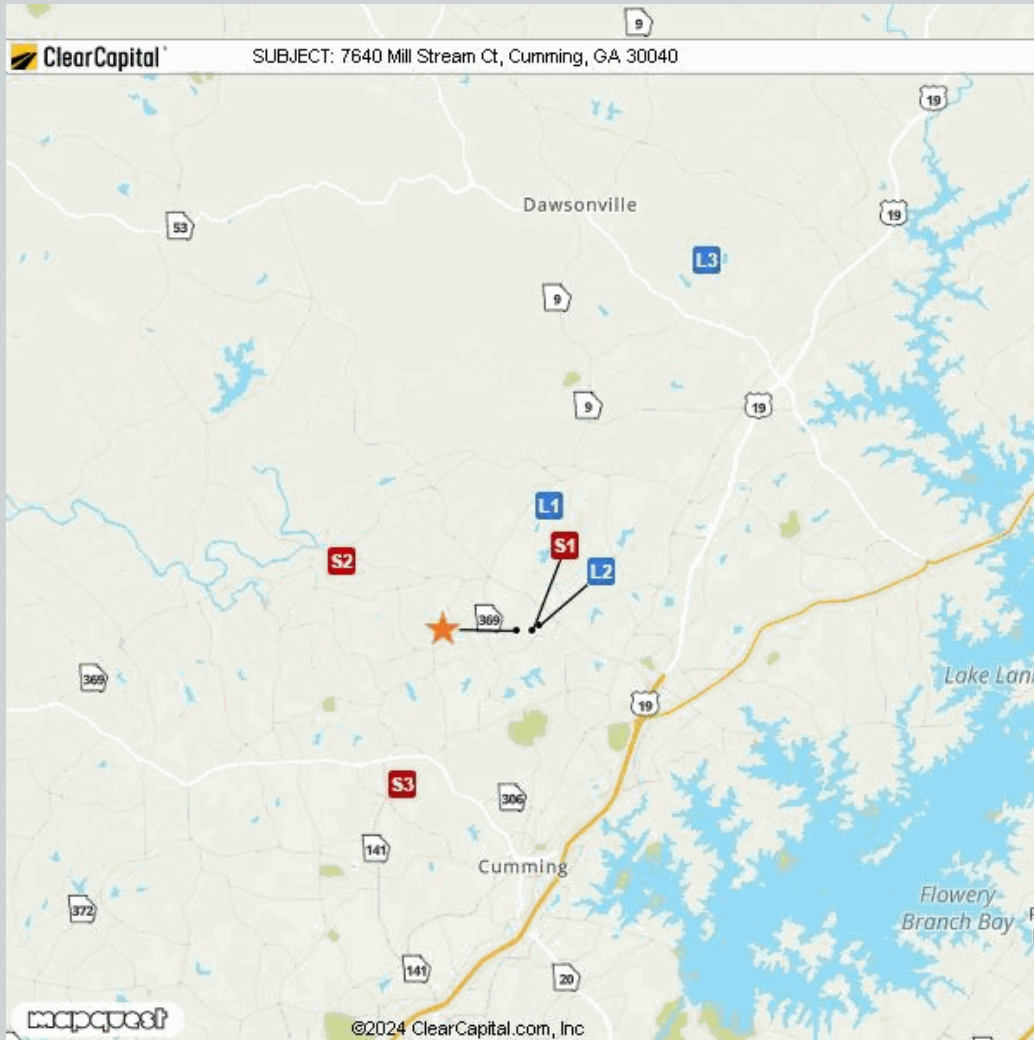 9
ClearCapital
SUBJECT: 7640 Mill Stream Ct, Cumming, GA 30040
19
53
Dawsonville
19
L3
9
9
19
L1
S1
S2
L2
369
369
Lake Lani
19
S3
306
141
Cumming
372
Flowery
Branch Bay
141
20
mapquest
©2024 ClearCapital.com, Inc